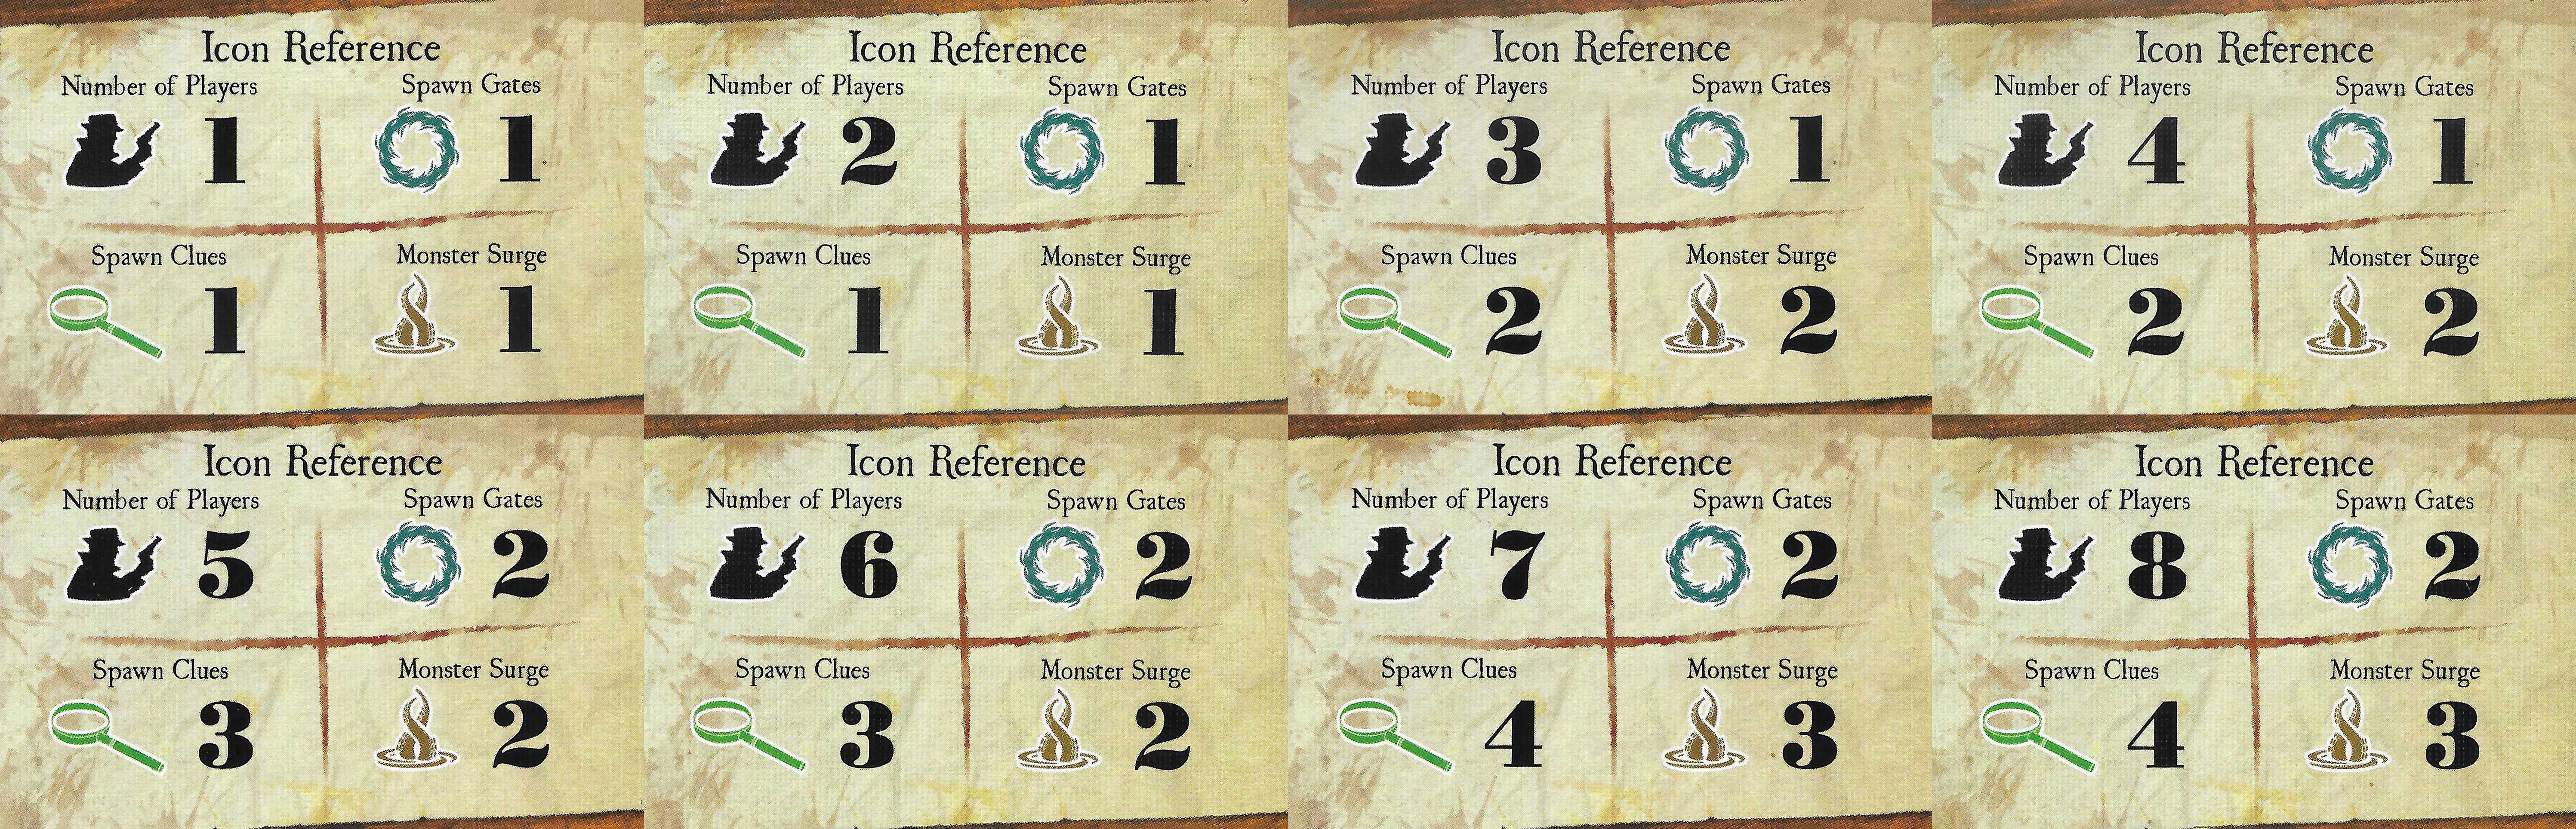 Icon Reference
Number of Players Spawn Gates
1 1
Spawn Clues Monster Surge
1 1
Icon Reference
Number of Players Spawn Gates
2 1
Spawn Clues Monster Surge
1 1
Icon Reference
Number of Players Spawn Gates
3 1
Spawn Clues Monster Surge
2 2
Icon Reference
Number of Players Spawn Gates
4 1
Spawn Clues Monster Surge
2 2
Icon Reference
Number of Players Spawn Gates
5 2
Spawn Clues Monster Surge
3 2
Icon Reference
Number of Players Spawn Gates
6 2
Spawn Clues Monster Surge
3 2
Icon Reference
Number of Players Spawn Gates
7 2
Spawn Clues Monster Surge
4 3
Icon Reference
Number of Players Spawn Gates
8 2
Spawn Clues Monster Surge
4 3